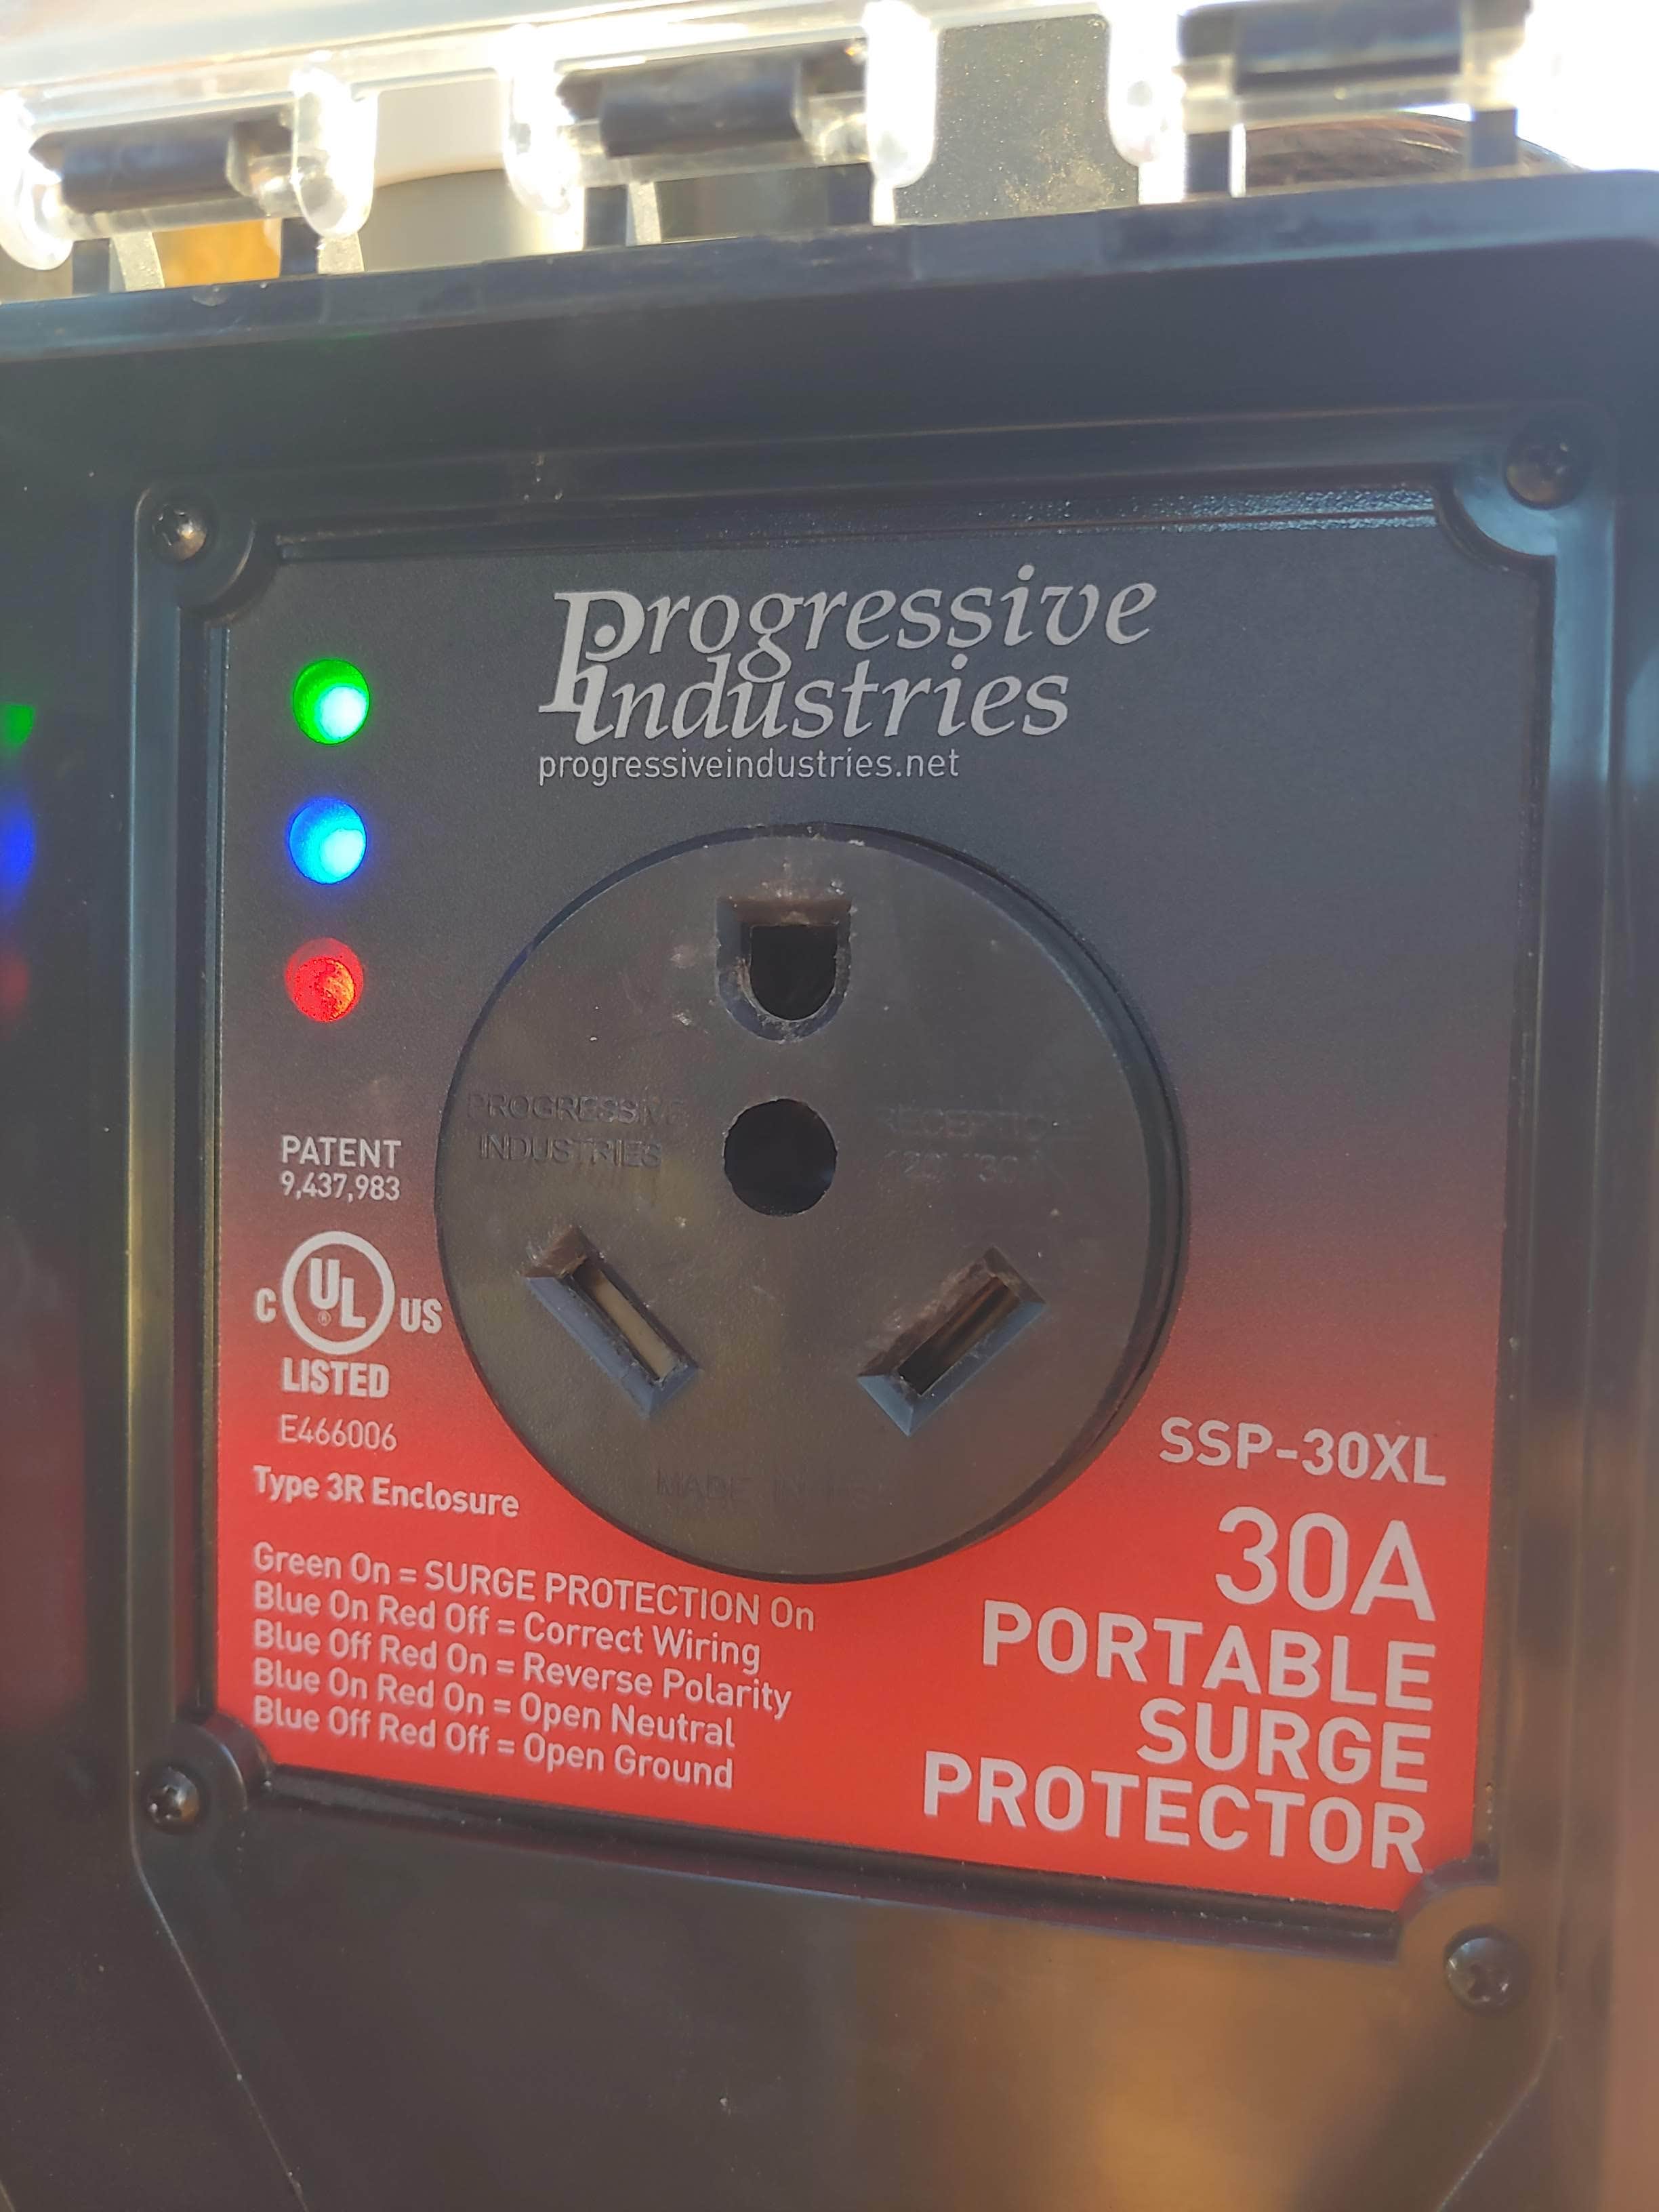 Progressive
Industries
progressiveindustries.net
PROGRESSIVE
INDUSTRIES
PATENT
9,437,983
C UL® US
LISTED
E466006
Type 3R Enclosure
MADE IN
Green On = SURGE PROTECTION On
Blue On Red Off = Correct Wiring
Blue Off Red On = Reverse Polarity
Blue On Red On = Open Neutral
Blue Off Red Off = Open Ground
SSP-30XL
30A
PORTABLE
SURGE
PROTECTOR